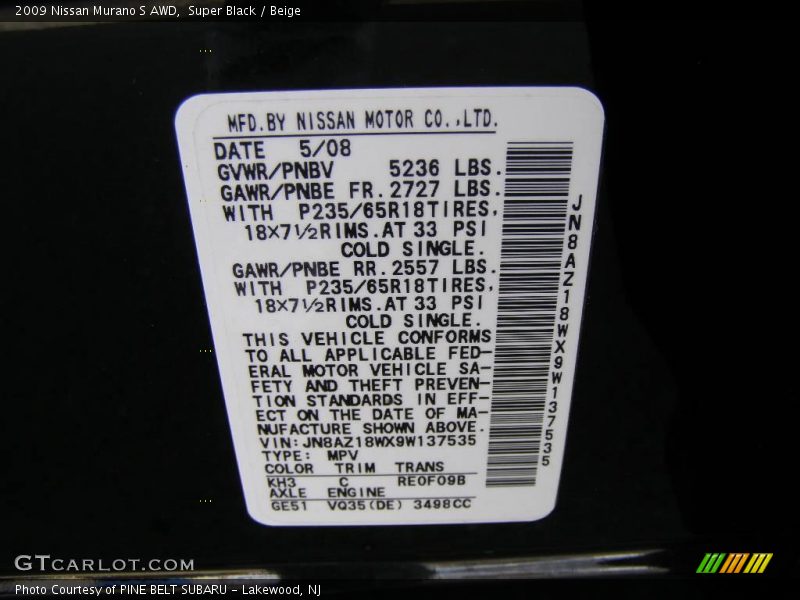 2009 Nissan Murano S AWD, Super Black / Beige
MFD.BY NISSAN MOTOR CO.,LTD.
DATE 5/08
GVWR/PNBV 5236 LBS.
GAWR/PNBE FR. 2727 LBS.
WITH P235/65R18TIRES,
18×7½RIMS.AT 33 PSI
COLD SINGLE.
GAWR/PNBE RR. 2557 LBS.
WITH P235/65R18TIRES,
18×7½RIMS.AT 33 PSI
COLD SINGLE.
THIS VEHICLE CONFORMS
TO ALL APPLICABLE FED-
ERAL MOTOR VEHICLE SA-
FETY AND THEFT PREVEN-
TION STANDARDS IN EFF-
ECT ON THE DATE OF MA-
NUFACTURE SHOWN ABOVE.
VIN: JN8AZ18WX9W137535
TYPE: MPV
COLOR TRIM TRANS
KH3 C RE0F09B
AXLE ENGINE
GE51 VQ35(DE) 3498CC
JN8AZ18WX9W137535
GTCARLOT.COM
Photo Courtesy of PINE BELT SUBARU - Lakewood, NJ